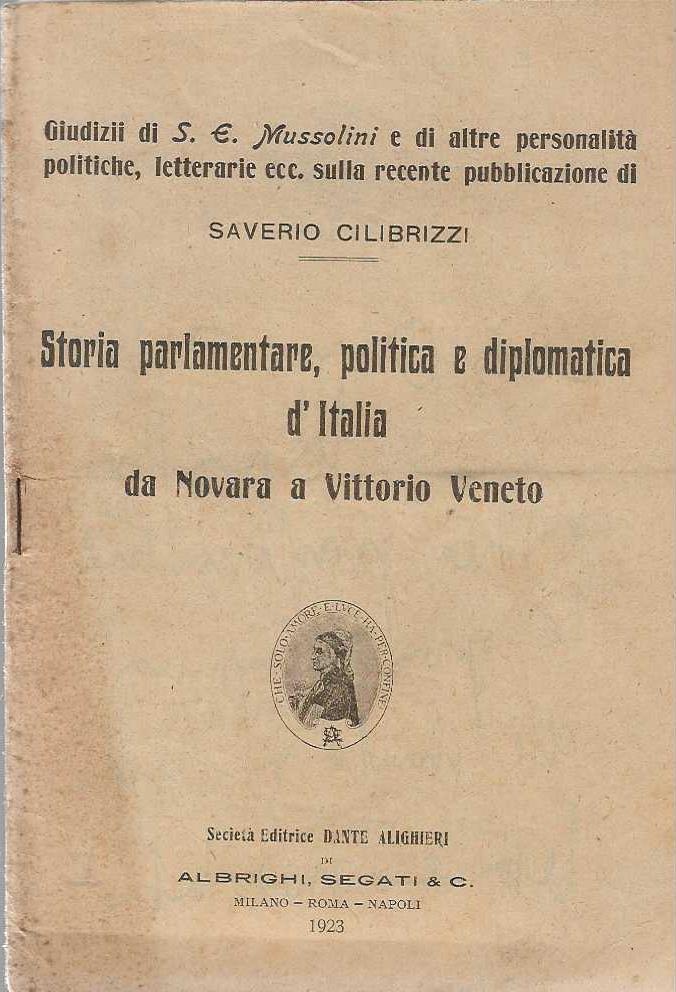 Giudizii di S. E. Mussolini e di altre personalità
politiche, letterarie ecc. sulla recente pubblicazione di
SAVERIO CILIBRIZZI
Storia parlamentare, politica e diplomatica
d' Italia
da Novara a Vittorio Veneto
CHE·SOLO·AMORE·E·LVCE·HA·PER·CONFINE
Società Editrice DANTE ALIGHIERI
DI
ALBRIGHI, SEGATI & C.
MILANO – ROMA – NAPOLI
1923